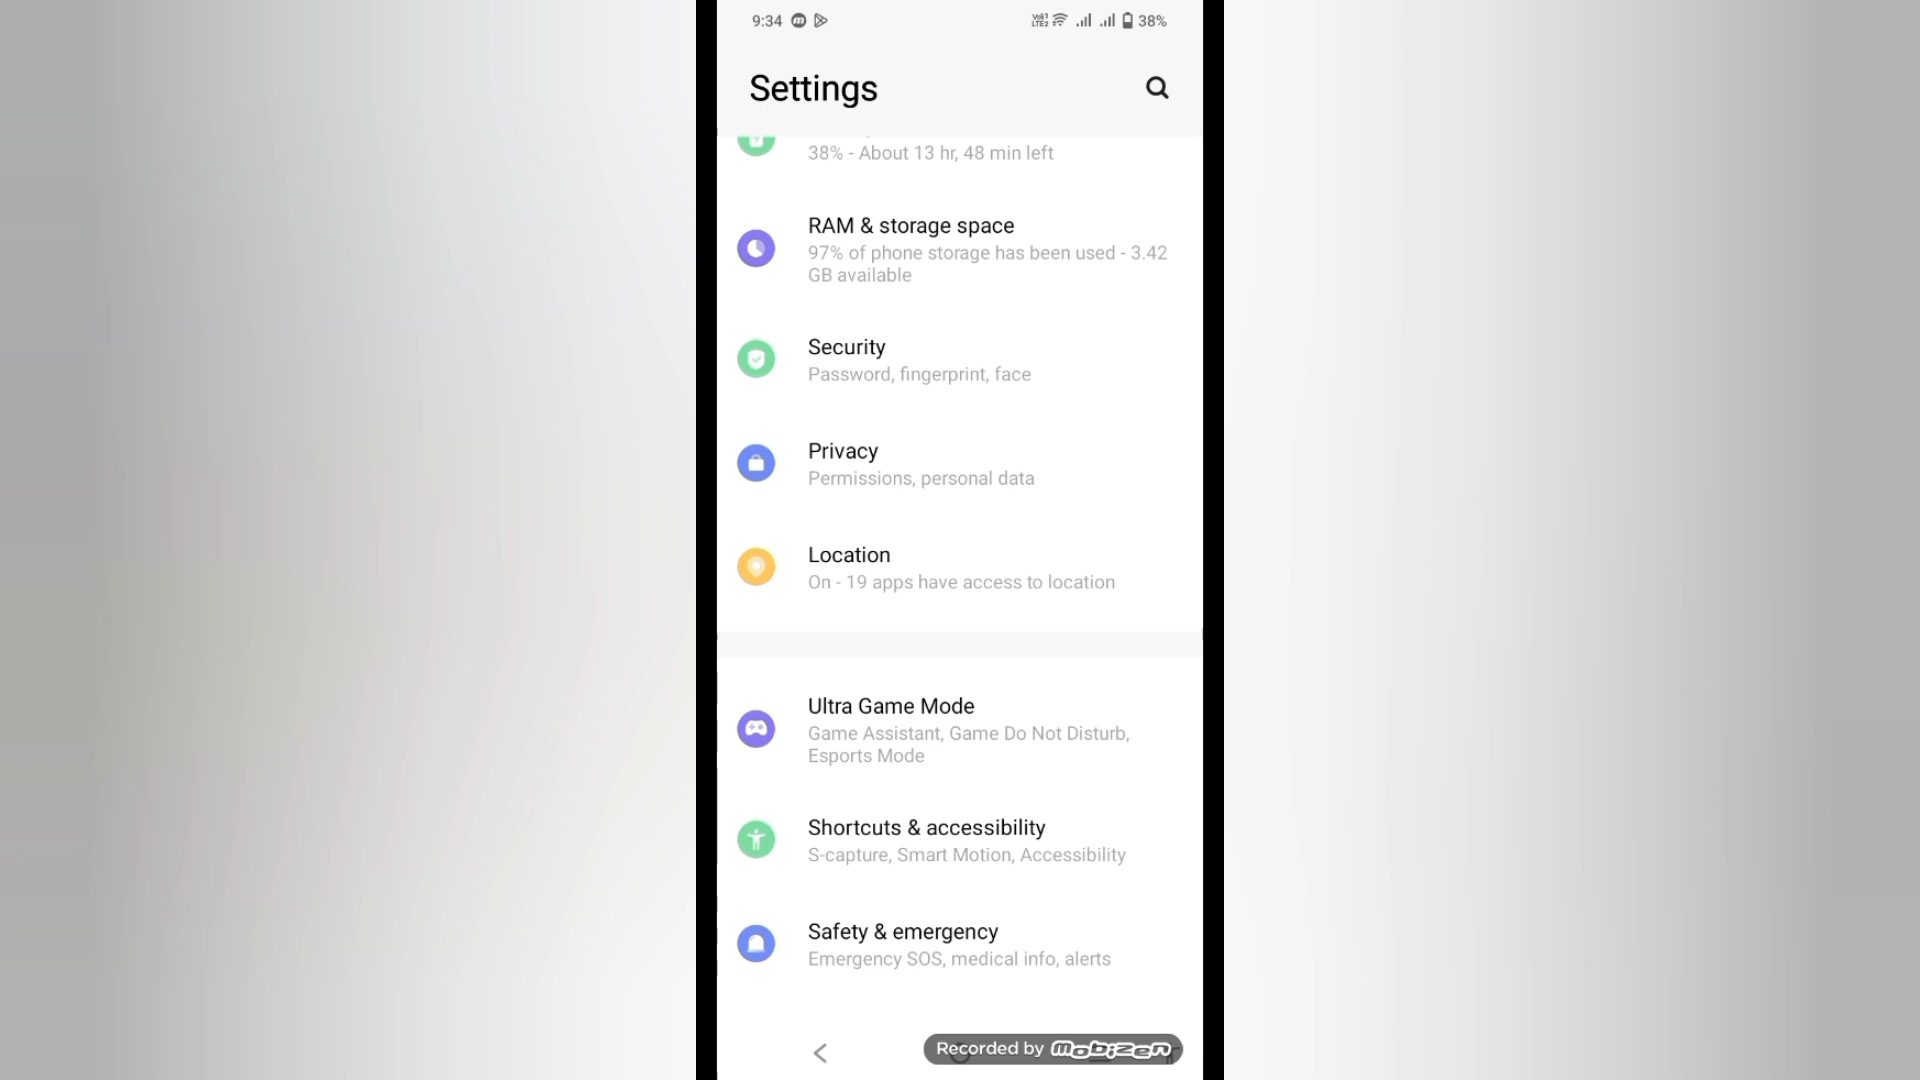 9:34
38%
Settings
38% - About 13 hr, 48 min left
RAM & storage space
97% of phone storage has been used - 3.42
GB available
Security
Password, fingerprint, face
Privacy
Permissions, personal data
Location
On - 19 apps have access to location
Ultra Game Mode
Game Assistant, Game Do Not Disturb,
Esports Mode
Shortcuts & accessibility
S-capture, Smart Motion, Accessibility
Safety & emergency
Emergency SOS, medical info, alerts
Recorded by mobizen